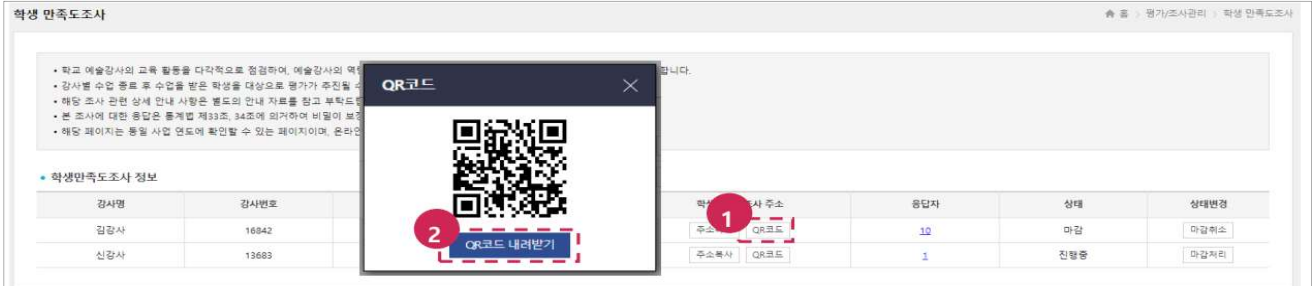 학생 만족도조사
홈 > 평가/조사관리 > 학생 만족도조사
• 학교 예술강사의 교육 활동을 다각적으로 점검하여, 예술강사의 역 합니다.
• 강사별 수업 종료 후 수업을 받은 학생을 대상으로 평가가 추진될
• 해당 조사 관련 상세 안내 사항은 별도의 안내 자료를 참고 부탁드
• 본 조사에 대한 응답은 통계법 제33조, 34조에 의거하여 비밀이 보
• 해당 페이지는 동일 사업 연도에 확인할 수 있는 페이지이며, 온라인
QR코드
2 QR코드 내려받기
1
• 학생만족도조사 정보
강사명 강사번호 학 조사 주소 응답자 상태 상태변경
김강사 16842 주소 QR코드 10 마감 마감취소
신강사 13683 주소복사 QR코드 1 진행중 마감처리